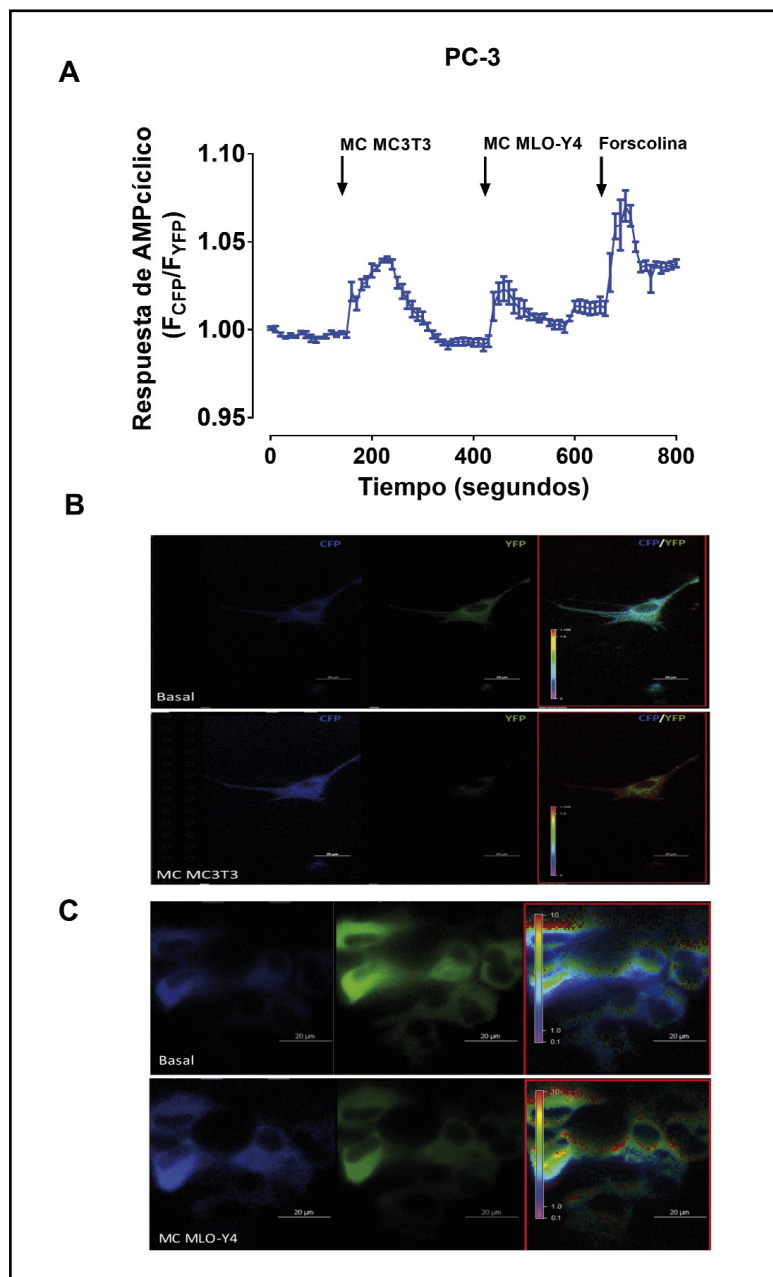 A
PC-3
MC MC3T3
MC MLO-Y4
Forscolina
Respuesta de AMPcíclico
(F_CFP/F_YFP)
1.10
1.05
1.00
0.95
0
200
400
600
800
Tiempo (segundos)
B
CFP
YFP
CFP/YFP
Basal
CFP
YFP
CFP/YFP
MC MC3T3
C
10
1.0
0.1
20 µm
20 µm
20 µm
Basal
10
1.0
0.1
20 µm
20 µm
20 µm
MC MLO-Y4